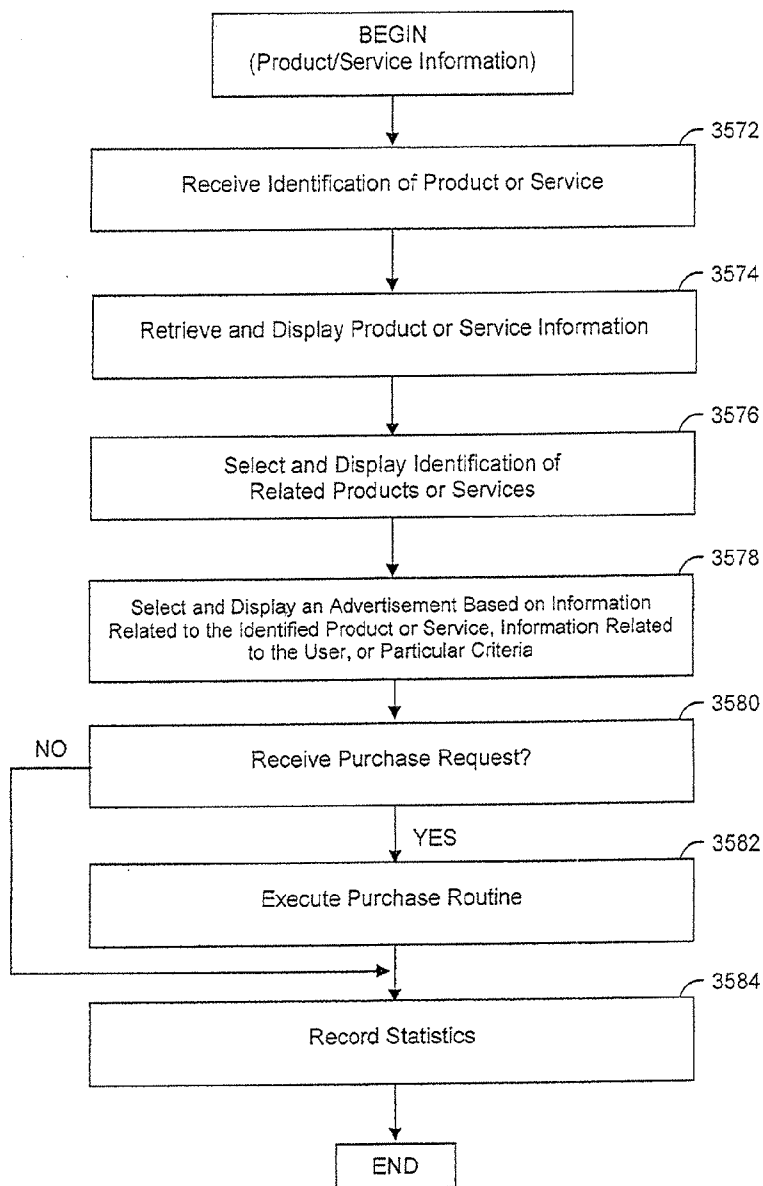 BEGIN
(Product/Service Information)
3572
Receive Identification of Product or Service
3574
Retrieve and Display Product or Service Information
3576
Select and Display Identification of
Related Products or Services
3578
Select and Display an Advertisement Based on Information
Related to the Identified Product or Service, Information Related
to the User, or Particular Criteria
3580
NO
Receive Purchase Request?
YES
3582
Execute Purchase Routine
3584
Record Statistics
END